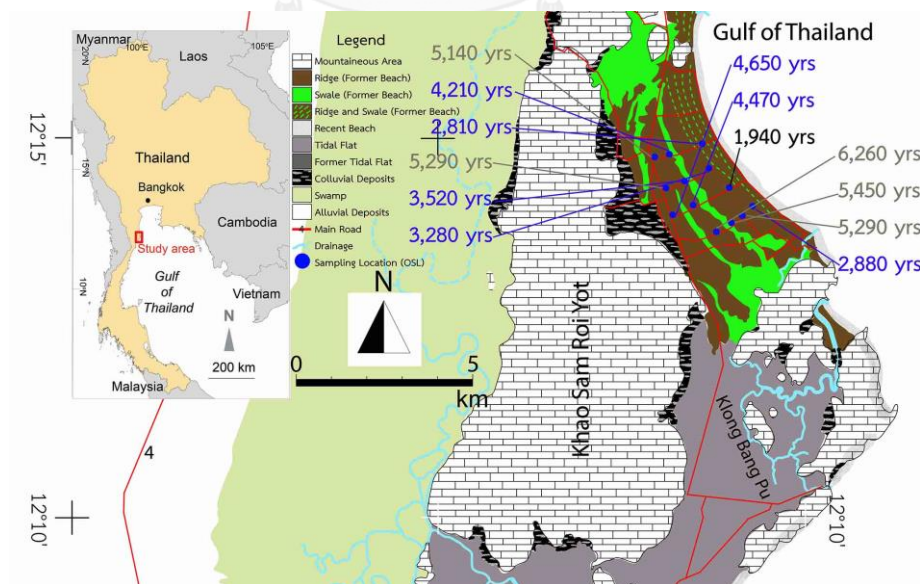 Myanmar
100°E
105°E
20°N
Laos
15°N
Thailand
Bangkok
Cambodia
Study area
Gulf
of
Thailand
10°N
Vietnam
N
200 km
Malaysia
Legend
Mountaineous Area
Ridge (Former Beach)
Swale (Former Beach)
Ridge and Swale (Former Beach)
Recent Beach
Tidal Flat
Former Tidal Flat
Colluvial Deposits
Swamp
Alluvial Deposits
4 Main Road
Drainage
Sampling Location (OSL)
N
0 5
km
12°15'
12°10'
4
Gulf of Thailand
5,140 yrs
4,210 yrs
2,810 yrs
5,290 yrs
3,520 yrs
3,280 yrs
4,650 yrs
4,470 yrs
1,940 yrs
6,260 yrs
5,450 yrs
5,290 yrs
2,880 yrs
Khao Sam Roi Yot
Klong Bang Pu
12°10'